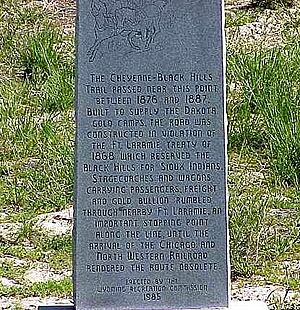 The Cheyenne-Black Hills
Trail passed near this point
between 1876 and 1887.
Built to supply the Dakota
gold camps, the road was
constructed in violation of
the Ft. Laramie Treaty of
1868 which reserved the
Black Hills for Sioux Indians.
Stagecoaches and wagons
carrying passengers, freight
and gold bullion rumbled
through nearby Ft. Laramie, an
important stopping point
along the line until the
arrival of the Chicago and
North Western Railroad
rendered the route obsolete.
Erected by the
Wyoming Recreation Commission
1985